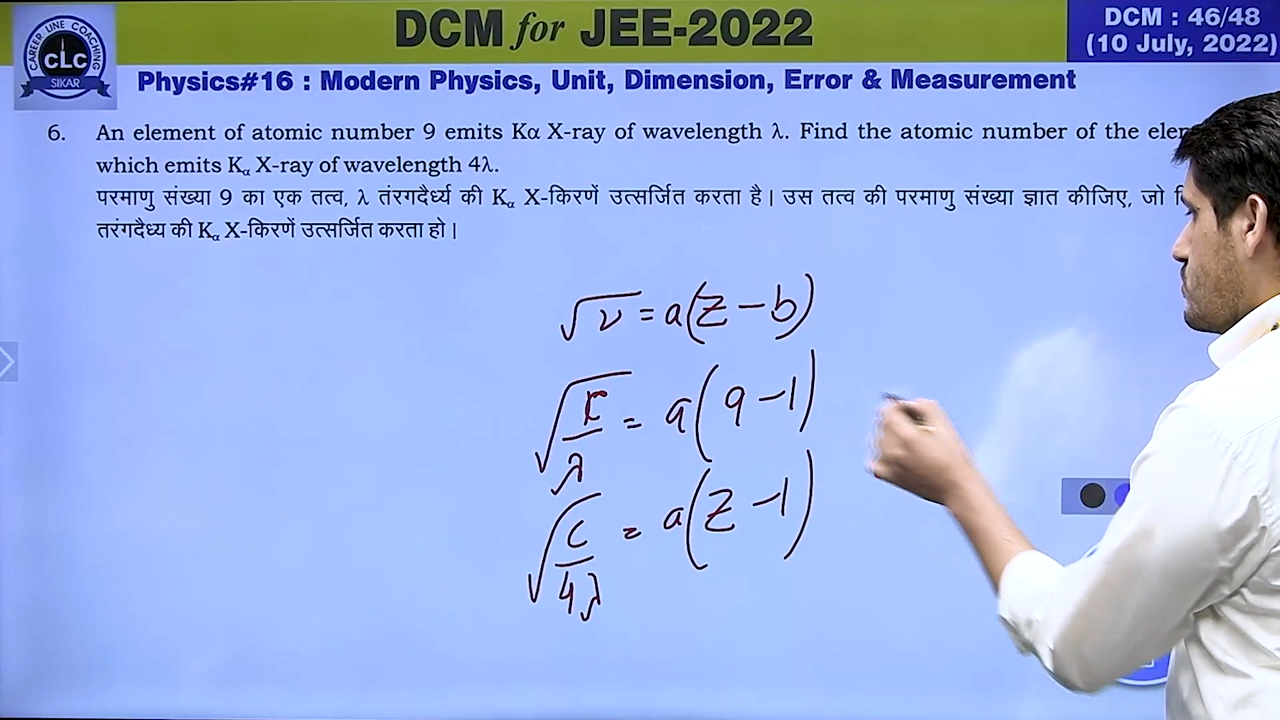 DCM for JEE-2022
DCM : 46/48
(10 July, 2022)
CAREER LINE COACHING
CLC
SIKAR
Physics#16 : Modern Physics, Unit, Dimension, Error & Measurement
6. An element of atomic number 9 emits Kα X-ray of wavelength λ. Find the atomic number of the
which emits Kα X-ray of wavelength 4λ.
परमाणु संख्या 9 का एक तत्व, λ तंरगदैर्ध्य की Kα X-किरणें उत्सर्जित करता है। उस तत्व की परमाणु संख्या ज्ञात कीजिए, जो
तरंगदैध्य की Kα X-किरणें उत्सर्जित करता हो।
√ν = a(Z − b)
√(c/λ) = a(9 − 1)
√(c/4λ) = a(Z − 1)